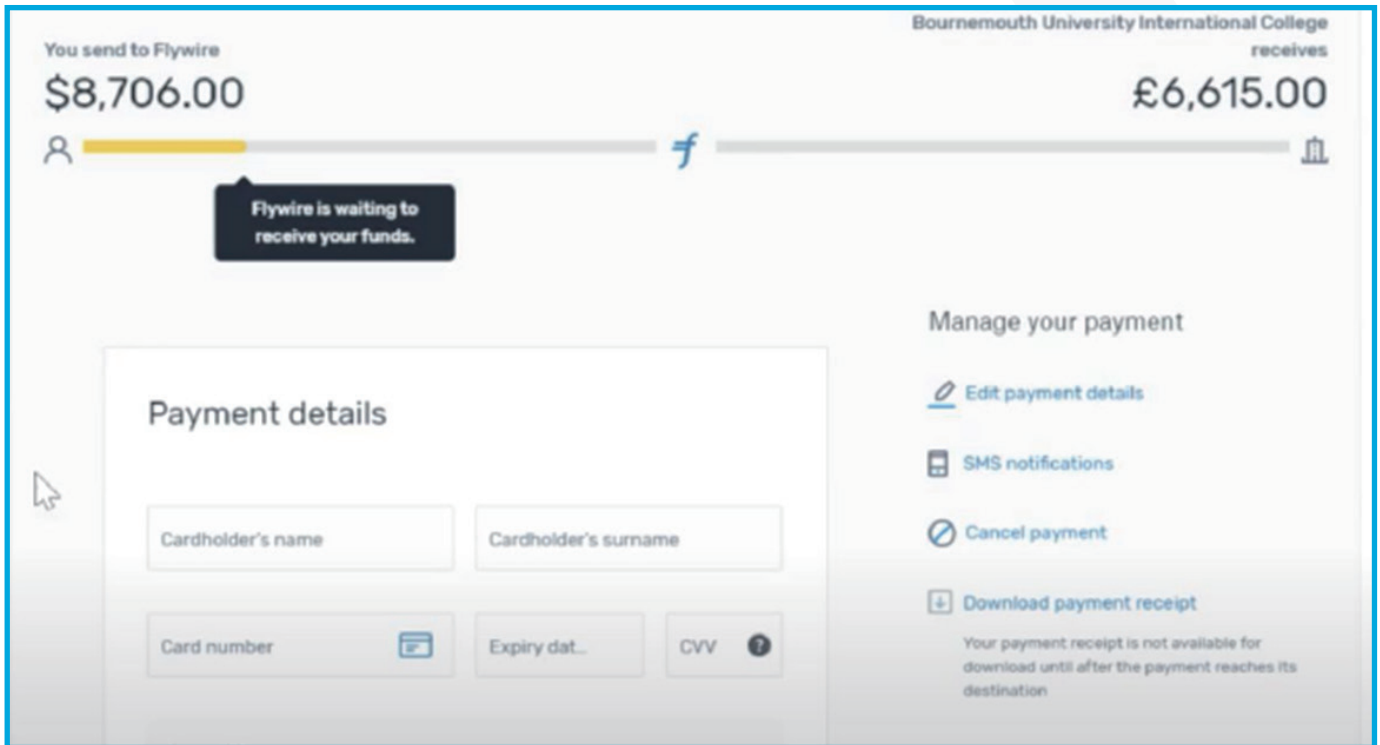 You send to Flywire
$8,706.00
Bournemouth University International College
receives
£6,615.00
Flywire is waiting to
receive your funds.
Payment details
Cardholder's name
Cardholder's surname
Card number
Expiry dat...
CVV
?
Manage your payment
Edit payment details
SMS notifications
Cancel payment
Download payment receipt
Your payment receipt is not available for
download until after the payment reaches its
destination